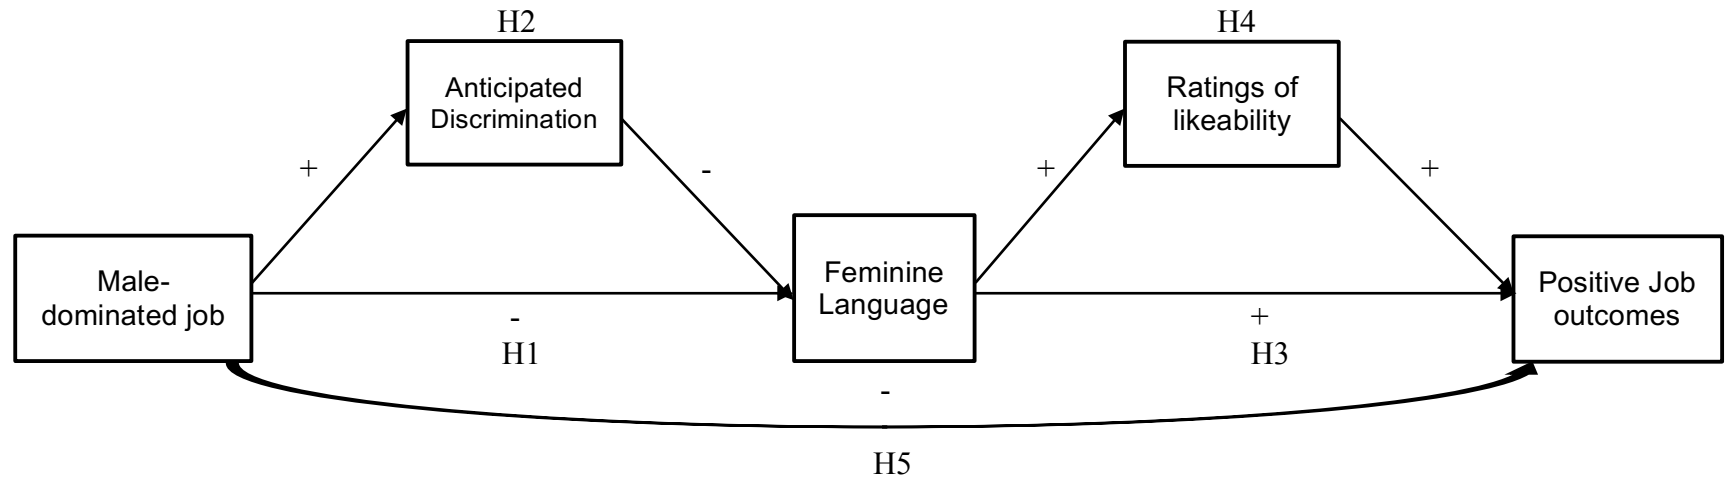 H2
Anticipated
Discrimination
H4
Ratings of
likeability
+
-
+
+
Male-
dominated job
Feminine
Language
Positive Job
outcomes
-
H1
+
H3
-
H5